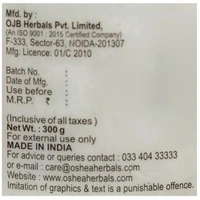 Mfd. by :
OJB Herbals Pvt. Limited,
(An ISO 9001 : 2015 Certified Company)
F-333, Sector-63, NOIDA-201307
Mfg. Licence: 01/C 2010
Batch No. :
Date of Mfg. :
Use before :
M.R.P. ₹ :
(Inclusive of all taxes )
Net Wt.: 300 g
For external use only
MADE IN INDIA
For advice or queries contact : 033 404 33333
or e-mail : care@osheaherbals.com
Website : www.osheaherbals.com
Imitation of graphics & text is a punishable offence.